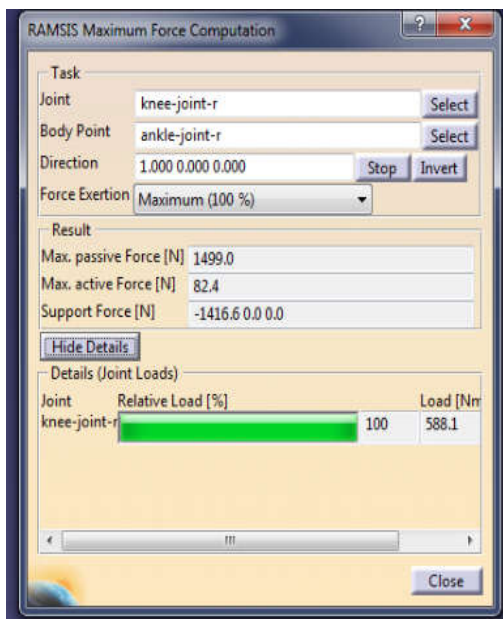 RAMSIS Maximum Force Computation
Task
Joint knee-joint-r Select
Body Point ankle-joint-r Select
Direction 1.000 0.000 0.000 Stop Invert
Force Exertion Maximum (100 %)
Result
Max. passive Force [N] 1499.0
Max. active Force [N] 82.4
Support Force [N] -1416.6 0.0 0.0
Hide Details
Details (Joint Loads)
Joint Relative Load [%] Load [Nm
knee-joint-r 100 588.1
Close